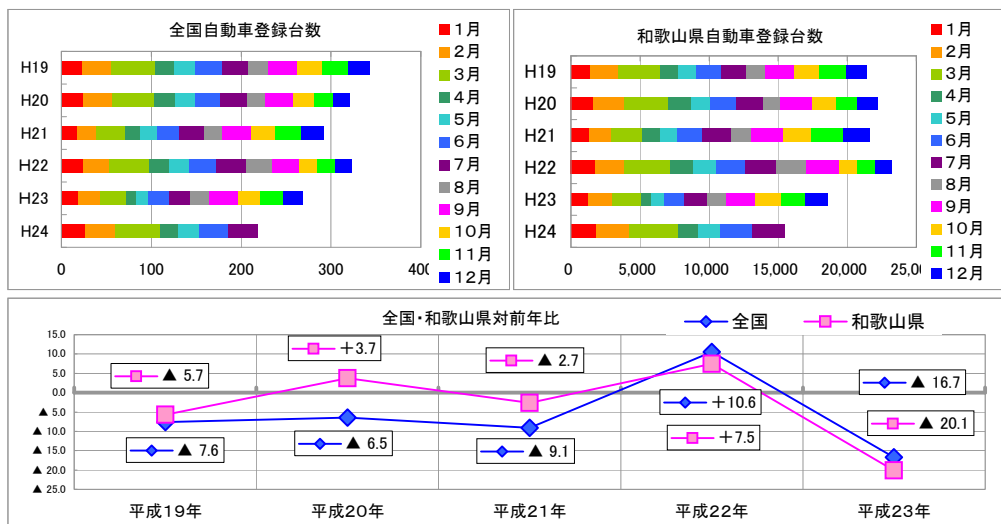 全国自動車登録台数
H19
H20
H21
H22
H23
H24
0
100
200
300
400
1月
2月
3月
4月
5月
6月
7月
8月
9月
10月
11月
12月
和歌山県自動車登録台数
H19
H20
H21
H22
H23
H24
0
5,000
10,000
15,000
20,000
25,00
1月
2月
3月
4月
5月
6月
7月
8月
9月
10月
11月
12月
全国・和歌山県対前年比
全国
和歌山県
15.0
10.0
5.0
0.0
▲ 5.0
▲ 10.0
▲ 15.0
▲ 20.0
▲ 25.0
▲ 5.7
+3.7
▲ 2.7
+7.5
▲ 20.1
▲ 7.6
▲ 6.5
▲ 9.1
+10.6
▲ 16.7
平成19年
平成20年
平成21年
平成22年
平成23年